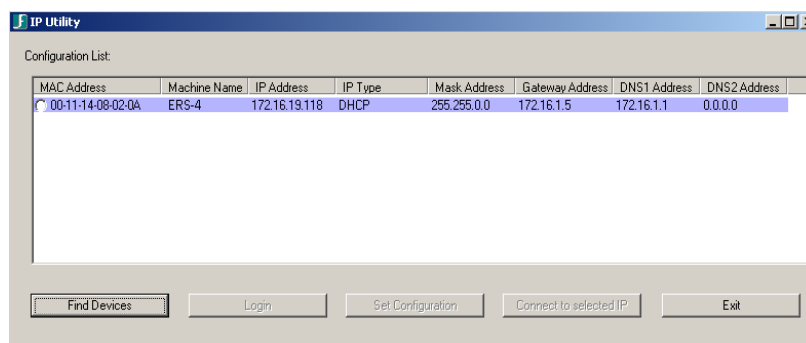 IP Utility
Configuration List:
MAC Address Machine Name IP Address IP Type Mask Address Gateway Address DNS1 Address DNS2 Address
00-11-14-08-02-0A ERS-4 172.16.19.118 DHCP 255.255.0.0 172.16.1.5 172.16.1.1 0.0.0.0
Find Devices Login Set Configuration Connect to selected IP Exit